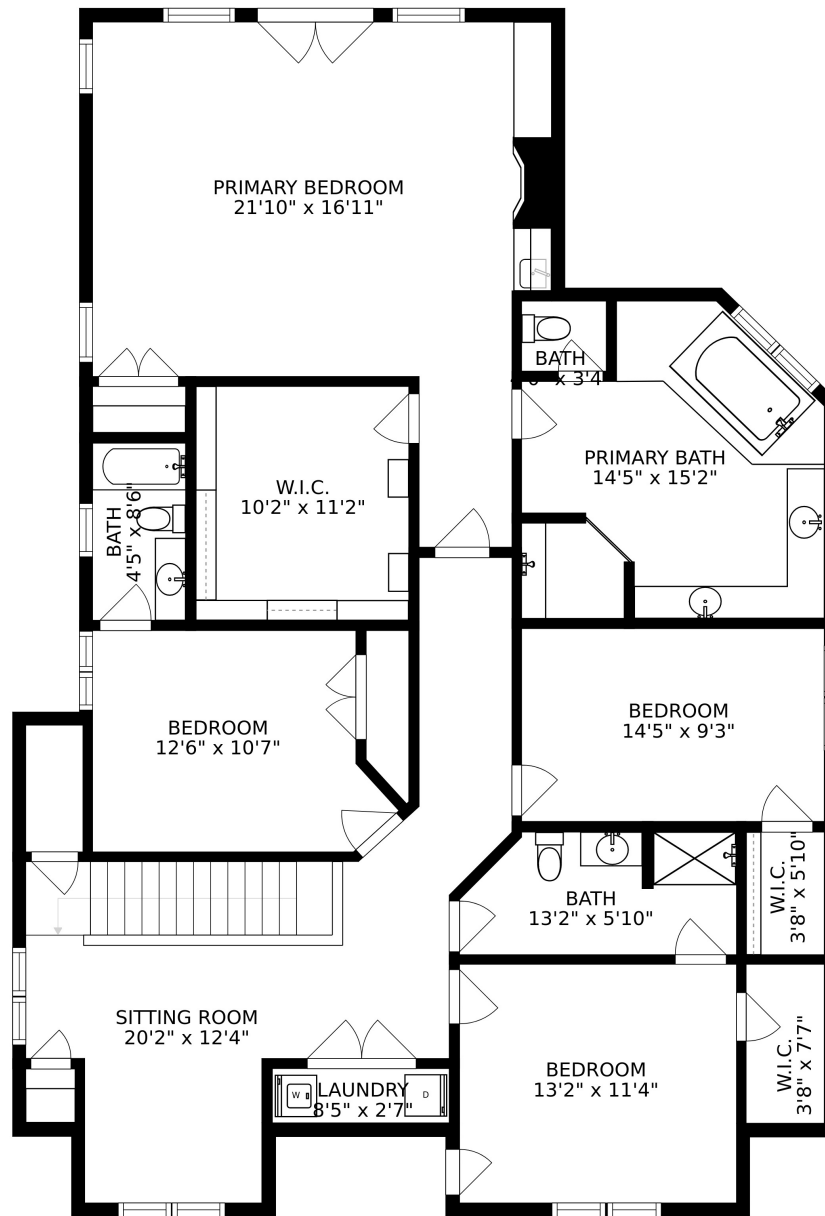 PRIMARY BEDROOM
21'10" x 16'11"
BATH
x 3'4"
PRIMARY BATH
14'5" x 15'2"
W.I.C.
10'2" x 11'2"
BATH
4'5" x 8'6"
BEDROOM
12'6" x 10'7"
BEDROOM
14'5" x 9'3"
BATH
13'2" x 5'10"
W.I.C.
3'8" x 5'10"
SITTING ROOM
20'2" x 12'4"
BEDROOM
13'2" x 11'4"
W.I.C.
3'8" x 7'7"
LAUNDRY
8'5" x 2'7"
W
D